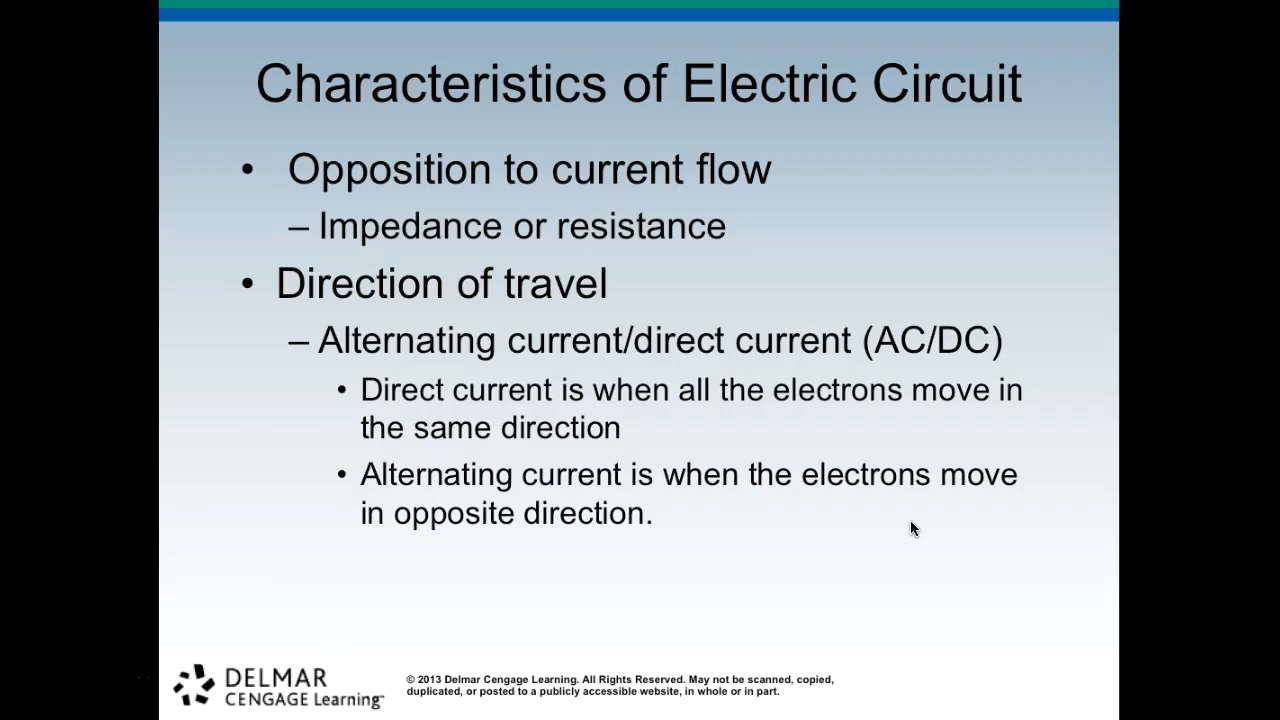 Characteristics of Electric Circuit
• Opposition to current flow
– Impedance or resistance
• Direction of travel
– Alternating current/direct current (AC/DC)
• Direct current is when all the electrons move in
the same direction
• Alternating current is when the electrons move
in opposite direction.
DELMAR
CENGAGE Learning™
© 2013 Delmar Cengage Learning. All Rights Reserved. May not be scanned, copied,
duplicated, or posted to a publicly accessible website, in whole or in part.